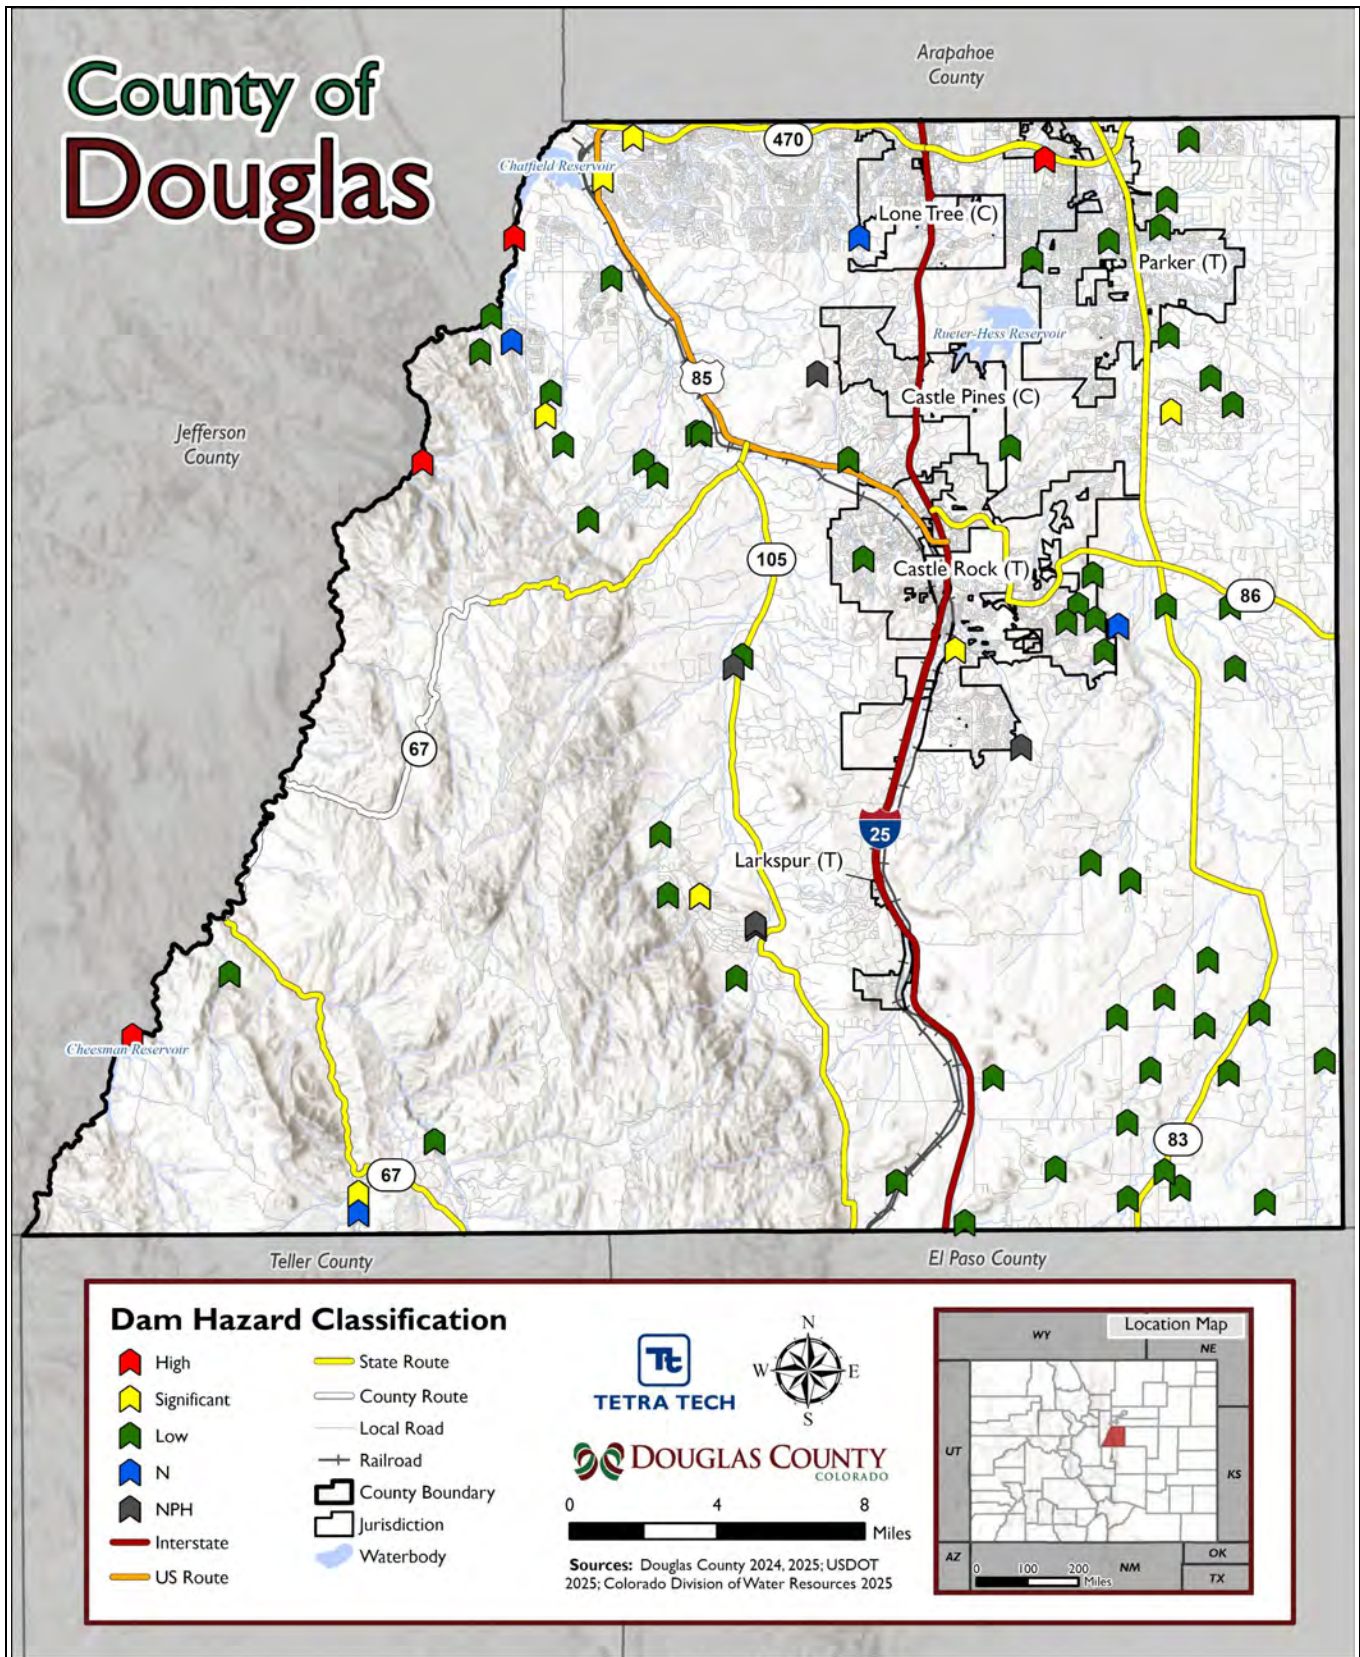 County of
Douglas
Arapahoe
County
470
Chatfield Reservoir
Lone Tree (C)
Parker (T)
Rueter-Hess Reservoir
85
Castle Pines (C)
Jefferson
County
105
Castle Rock (T)
86
67
25
Larkspur (T)
Cheesman Reservoir
83
67
Teller County
El Paso County
Dam Hazard Classification
High
Significant
Low
N
NPH
Interstate
US Route
State Route
County Route
Local Road
Railroad
County Boundary
Jurisdiction
Waterbody
Tt
TETRA TECH
N
W
E
S
DOUGLAS COUNTY
COLORADO
0 4 8
Miles
Sources: Douglas County 2024, 2025; USDOT
2025; Colorado Division of Water Resources 2025
Location Map
WY
NE
UT
KS
AZ
NM
OK
TX
0 100 200
Miles